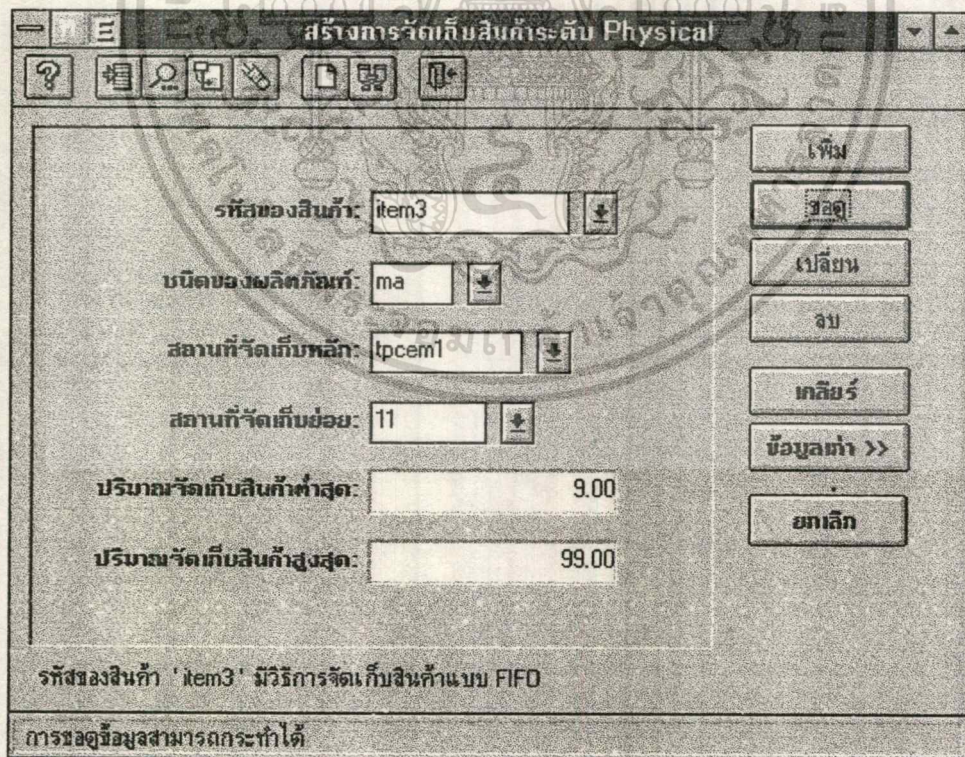 สร้างการจัดเก็บสินค้าระดับ Physical
รหัสของสินค้า: item3
ชนิดของผลิตภัณฑ์: ma
สถานที่จัดเก็บหลัก: tpcem1
สถานที่จัดเก็บย่อย: 11
ปริมาณจัดเก็บสินค้าต่ำสุด: 9.00
ปริมาณจัดเก็บสินค้าสูงสุด: 99.00
เพิ่ม
ขอดู
เปลี่ยน
ลบ
เคลียร์
ข้อมูลเก่า >>
ยกเลิก
รหัสของสินค้า 'item3' มีวิธีการจัดเก็บสินค้าแบบ FIFO
การขอดูข้อมูลสามารถกระทำได้